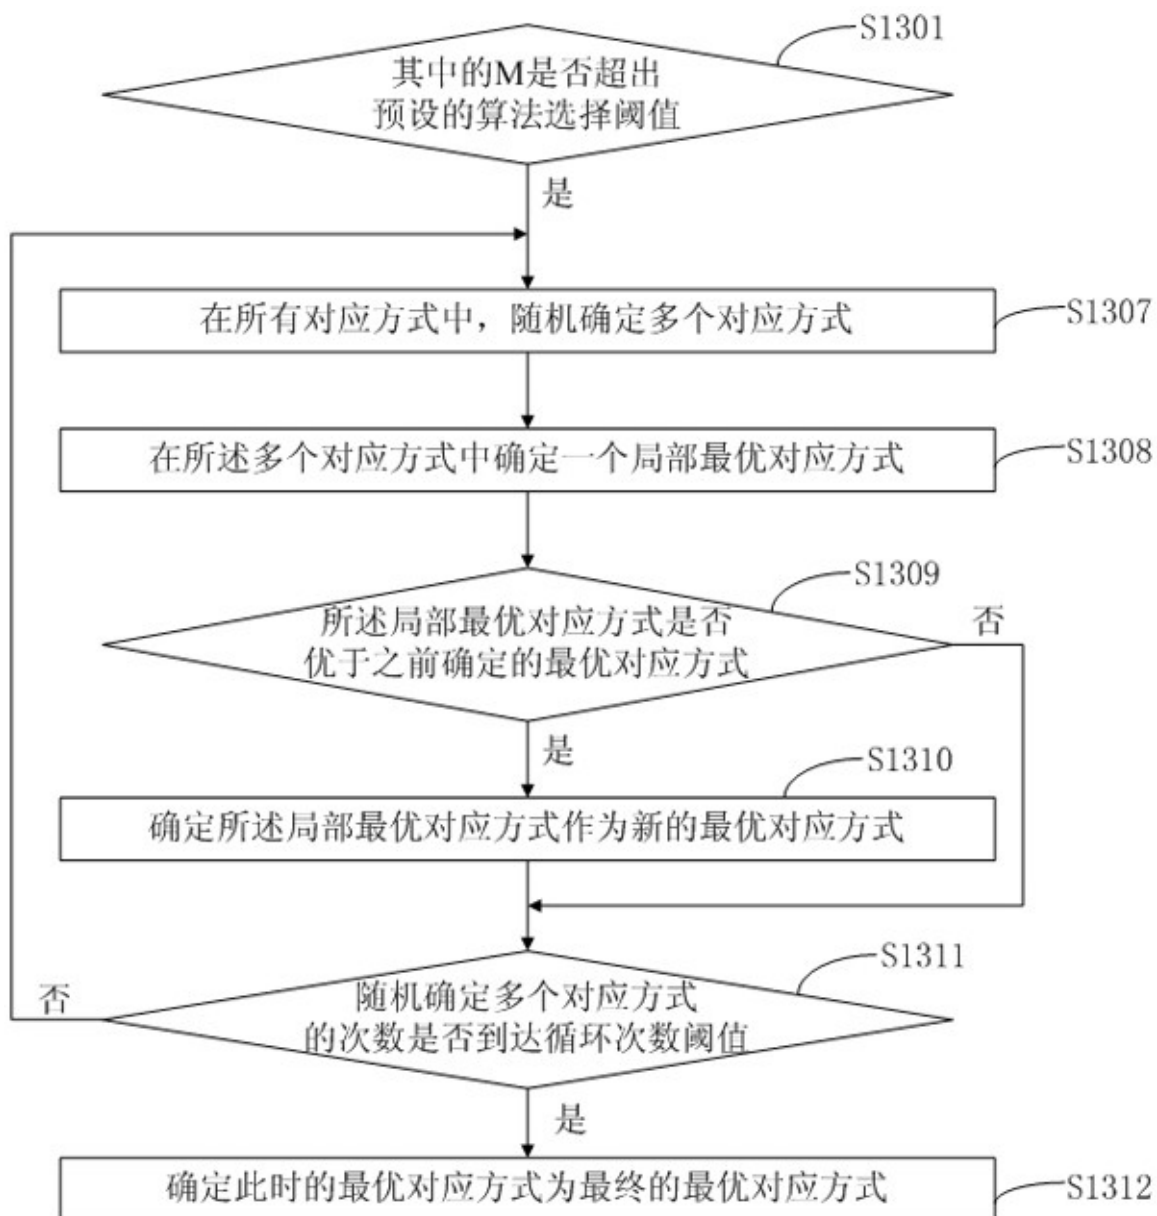 S1301
其中的M是否超出
预设的算法选择阈值
是
在所有对应方式中，随机确定多个对应方式
S1307
在所述多个对应方式中确定一个局部最优对应方式
S1308
S1309
所述局部最优对应方式是否
优于之前确定的最优对应方式
否
是
S1310
确定所述局部最优对应方式作为新的最优对应方式
S1311
随机确定多个对应方式
的次数是否到达循环次数阈值
否
是
确定此时的最优对应方式为最终的最优对应方式
S1312